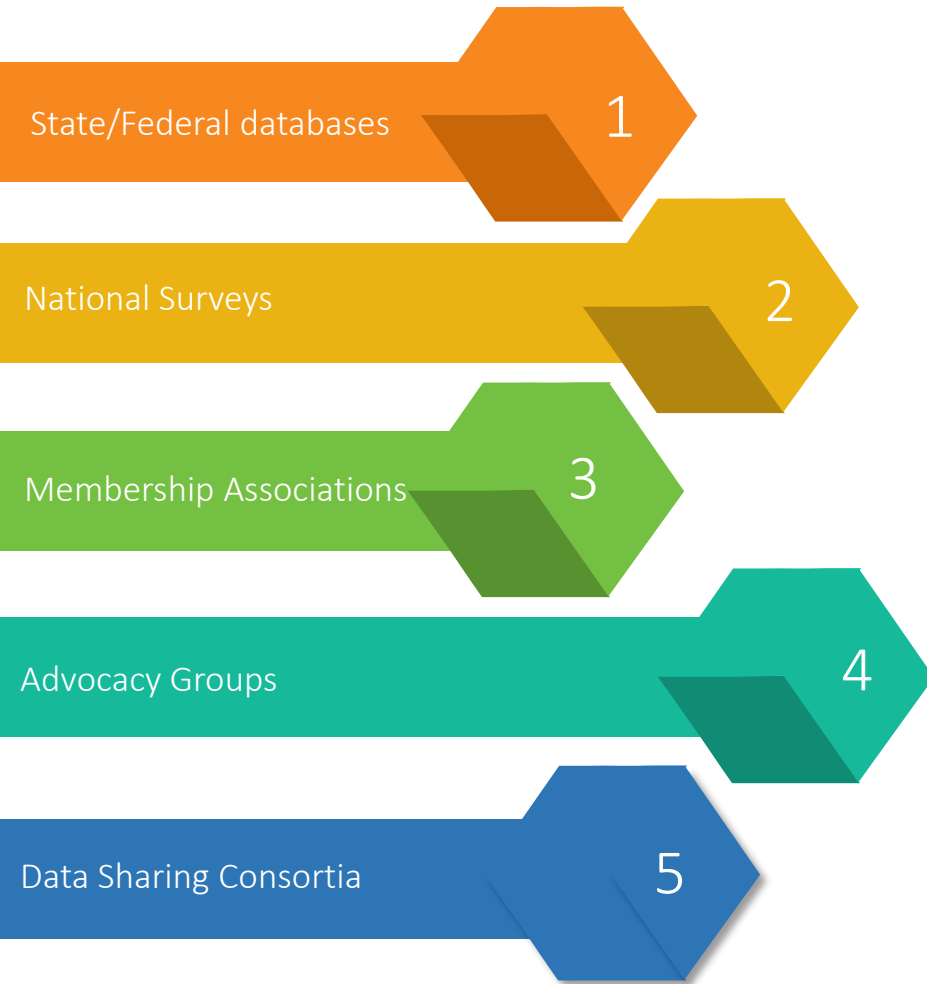 State/Federal databases 1
National Surveys 2
Membership Associations 3
Advocacy Groups 4
Data Sharing Consortia 5